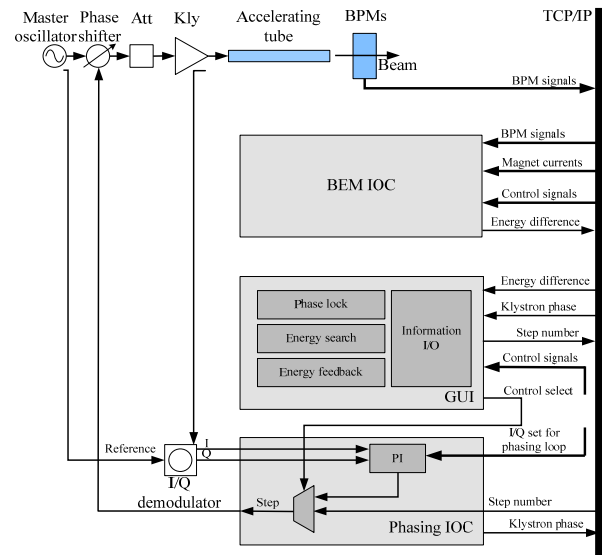 Master
oscillator
Phase
shifter
Att
Kly
Accelerating
tube
BPMs
TCP/IP
Beam
BPM signals
BPM signals
Magnet currents
Control signals
Energy difference
BEM IOC
Energy difference
Klystron phase
Step number
Control signals
Control select
Phase lock
Energy search
Energy feedback
Information
I/O
GUI
I/Q set for
phasing loop
Reference
I
Q
I/Q
demodulator
PI
Step
Step number
Klystron phase
Phasing IOC